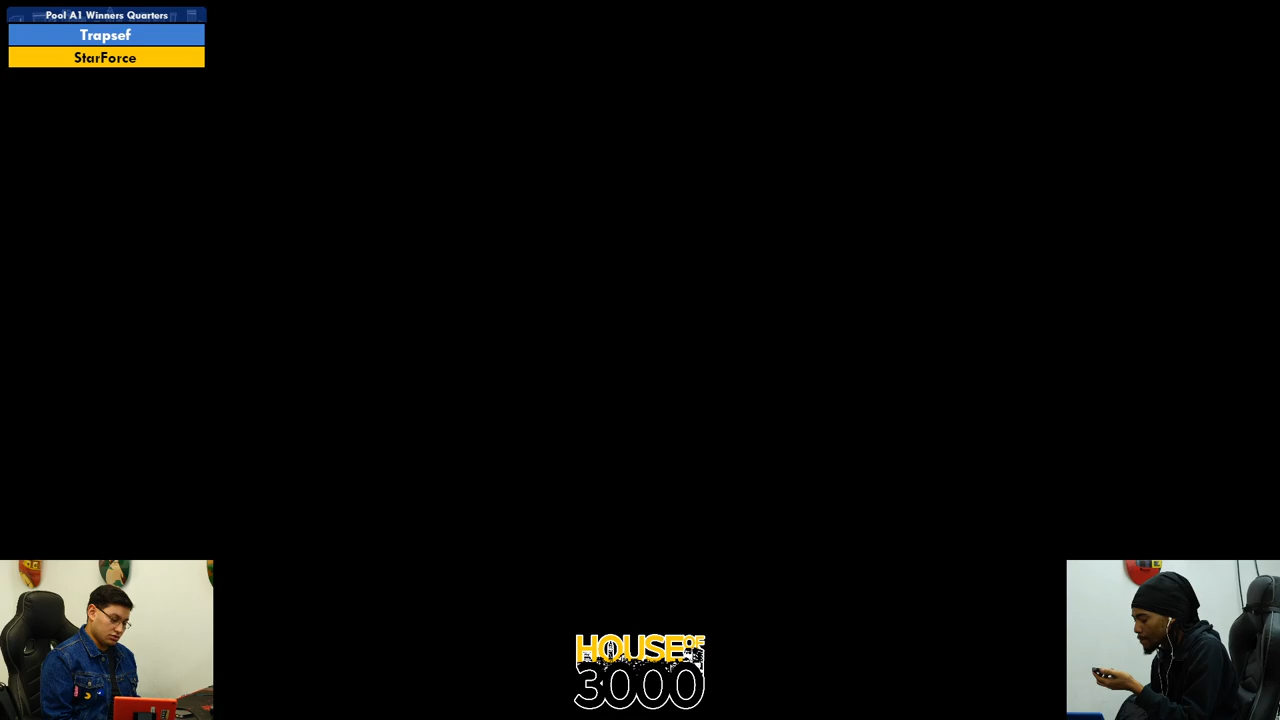 Pool A1 Winners Quarters
Trapsef
StarForce
HOUSE OF
3000